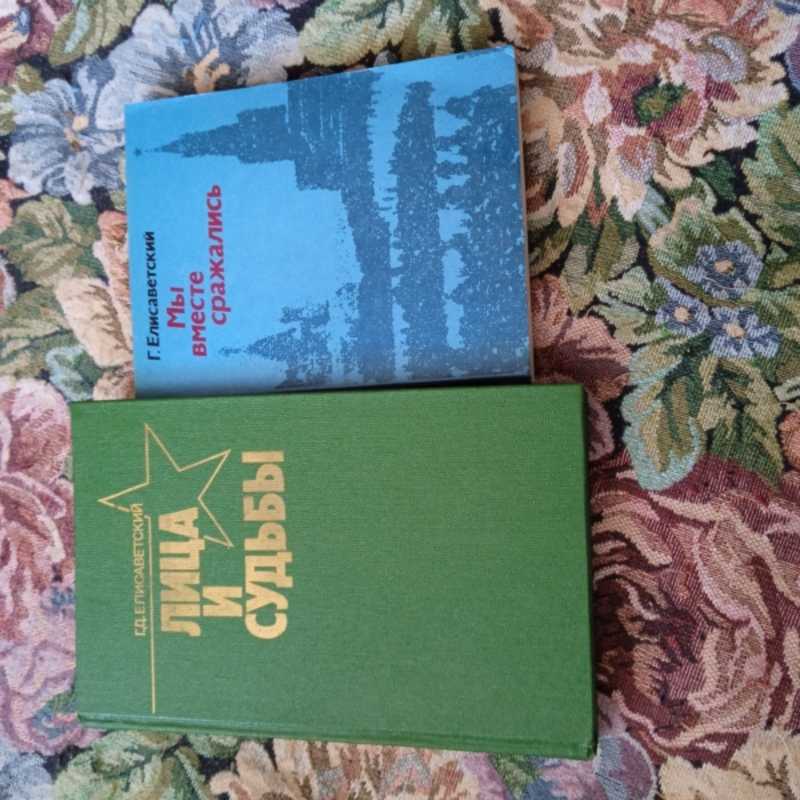 Г. Елисаветский
Мы
вместе
сражались
Г.Д. ЕЛИСАВЕТСКИЙ
ЛИЦА
И
СУДЬБЫ